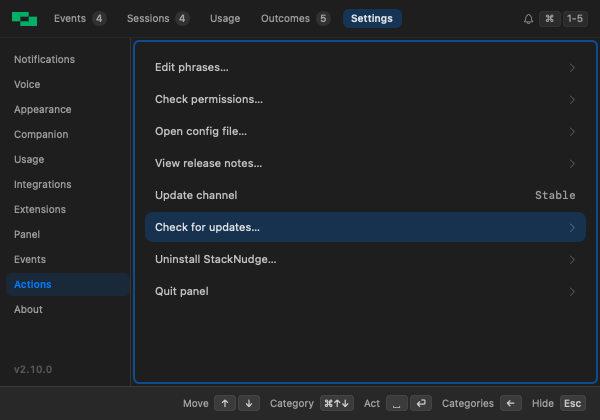 Events 4 Sessions 4 Usage Outcomes 5 Settings ⌘ 1-5
Notifications
Voice
Appearance
Companion
Usage
Integrations
Extensions
Panel
Events
Actions
About
v2.10.0
Edit phrases...
Check permissions...
Open config file...
View release notes...
Update channel Stable
Check for updates...
Uninstall StackNudge...
Quit panel
Move ↑ ↓ Category ⌘↑↓ Act ␣ ↵ Categories ← Hide Esc